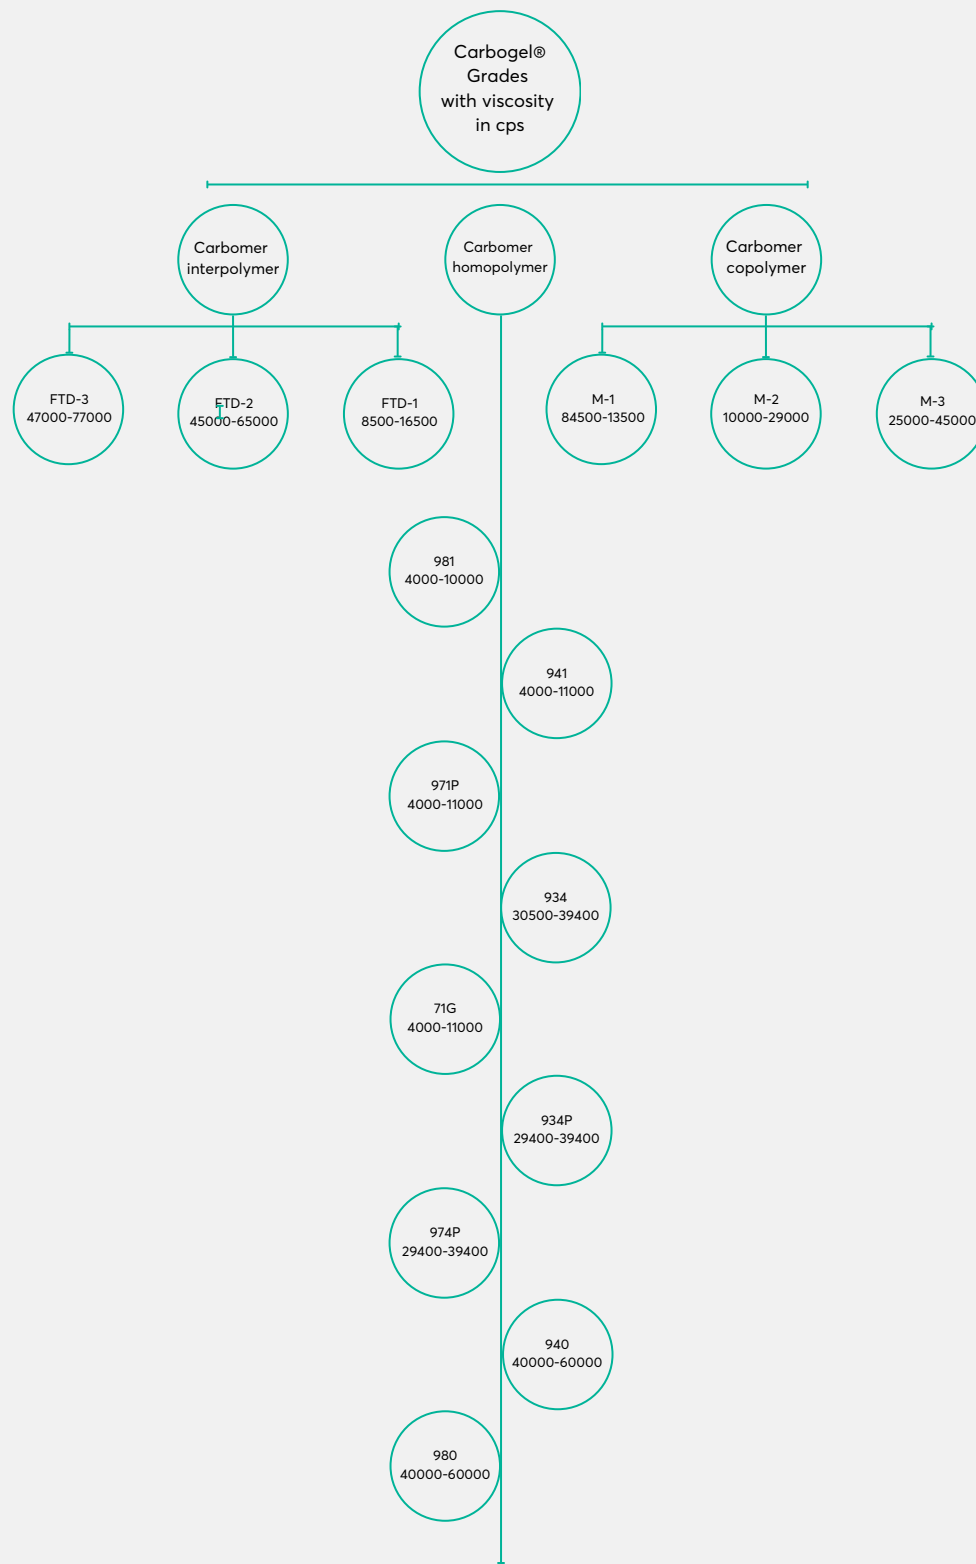 Carbogel®
Grades
with viscosity
in cps
Carbomer
interpolymer
Carbomer
homopolymer
Carbomer
copolymer
FTD-3
47000-77000
FTD-2
45000-65000
FTD-1
8500-16500
M-1
84500-13500
M-2
10000-29000
M-3
25000-45000
981
4000-10000
941
4000-11000
971P
4000-11000
934
30500-39400
71G
4000-11000
934P
29400-39400
974P
29400-39400
940
40000-60000
980
40000-60000